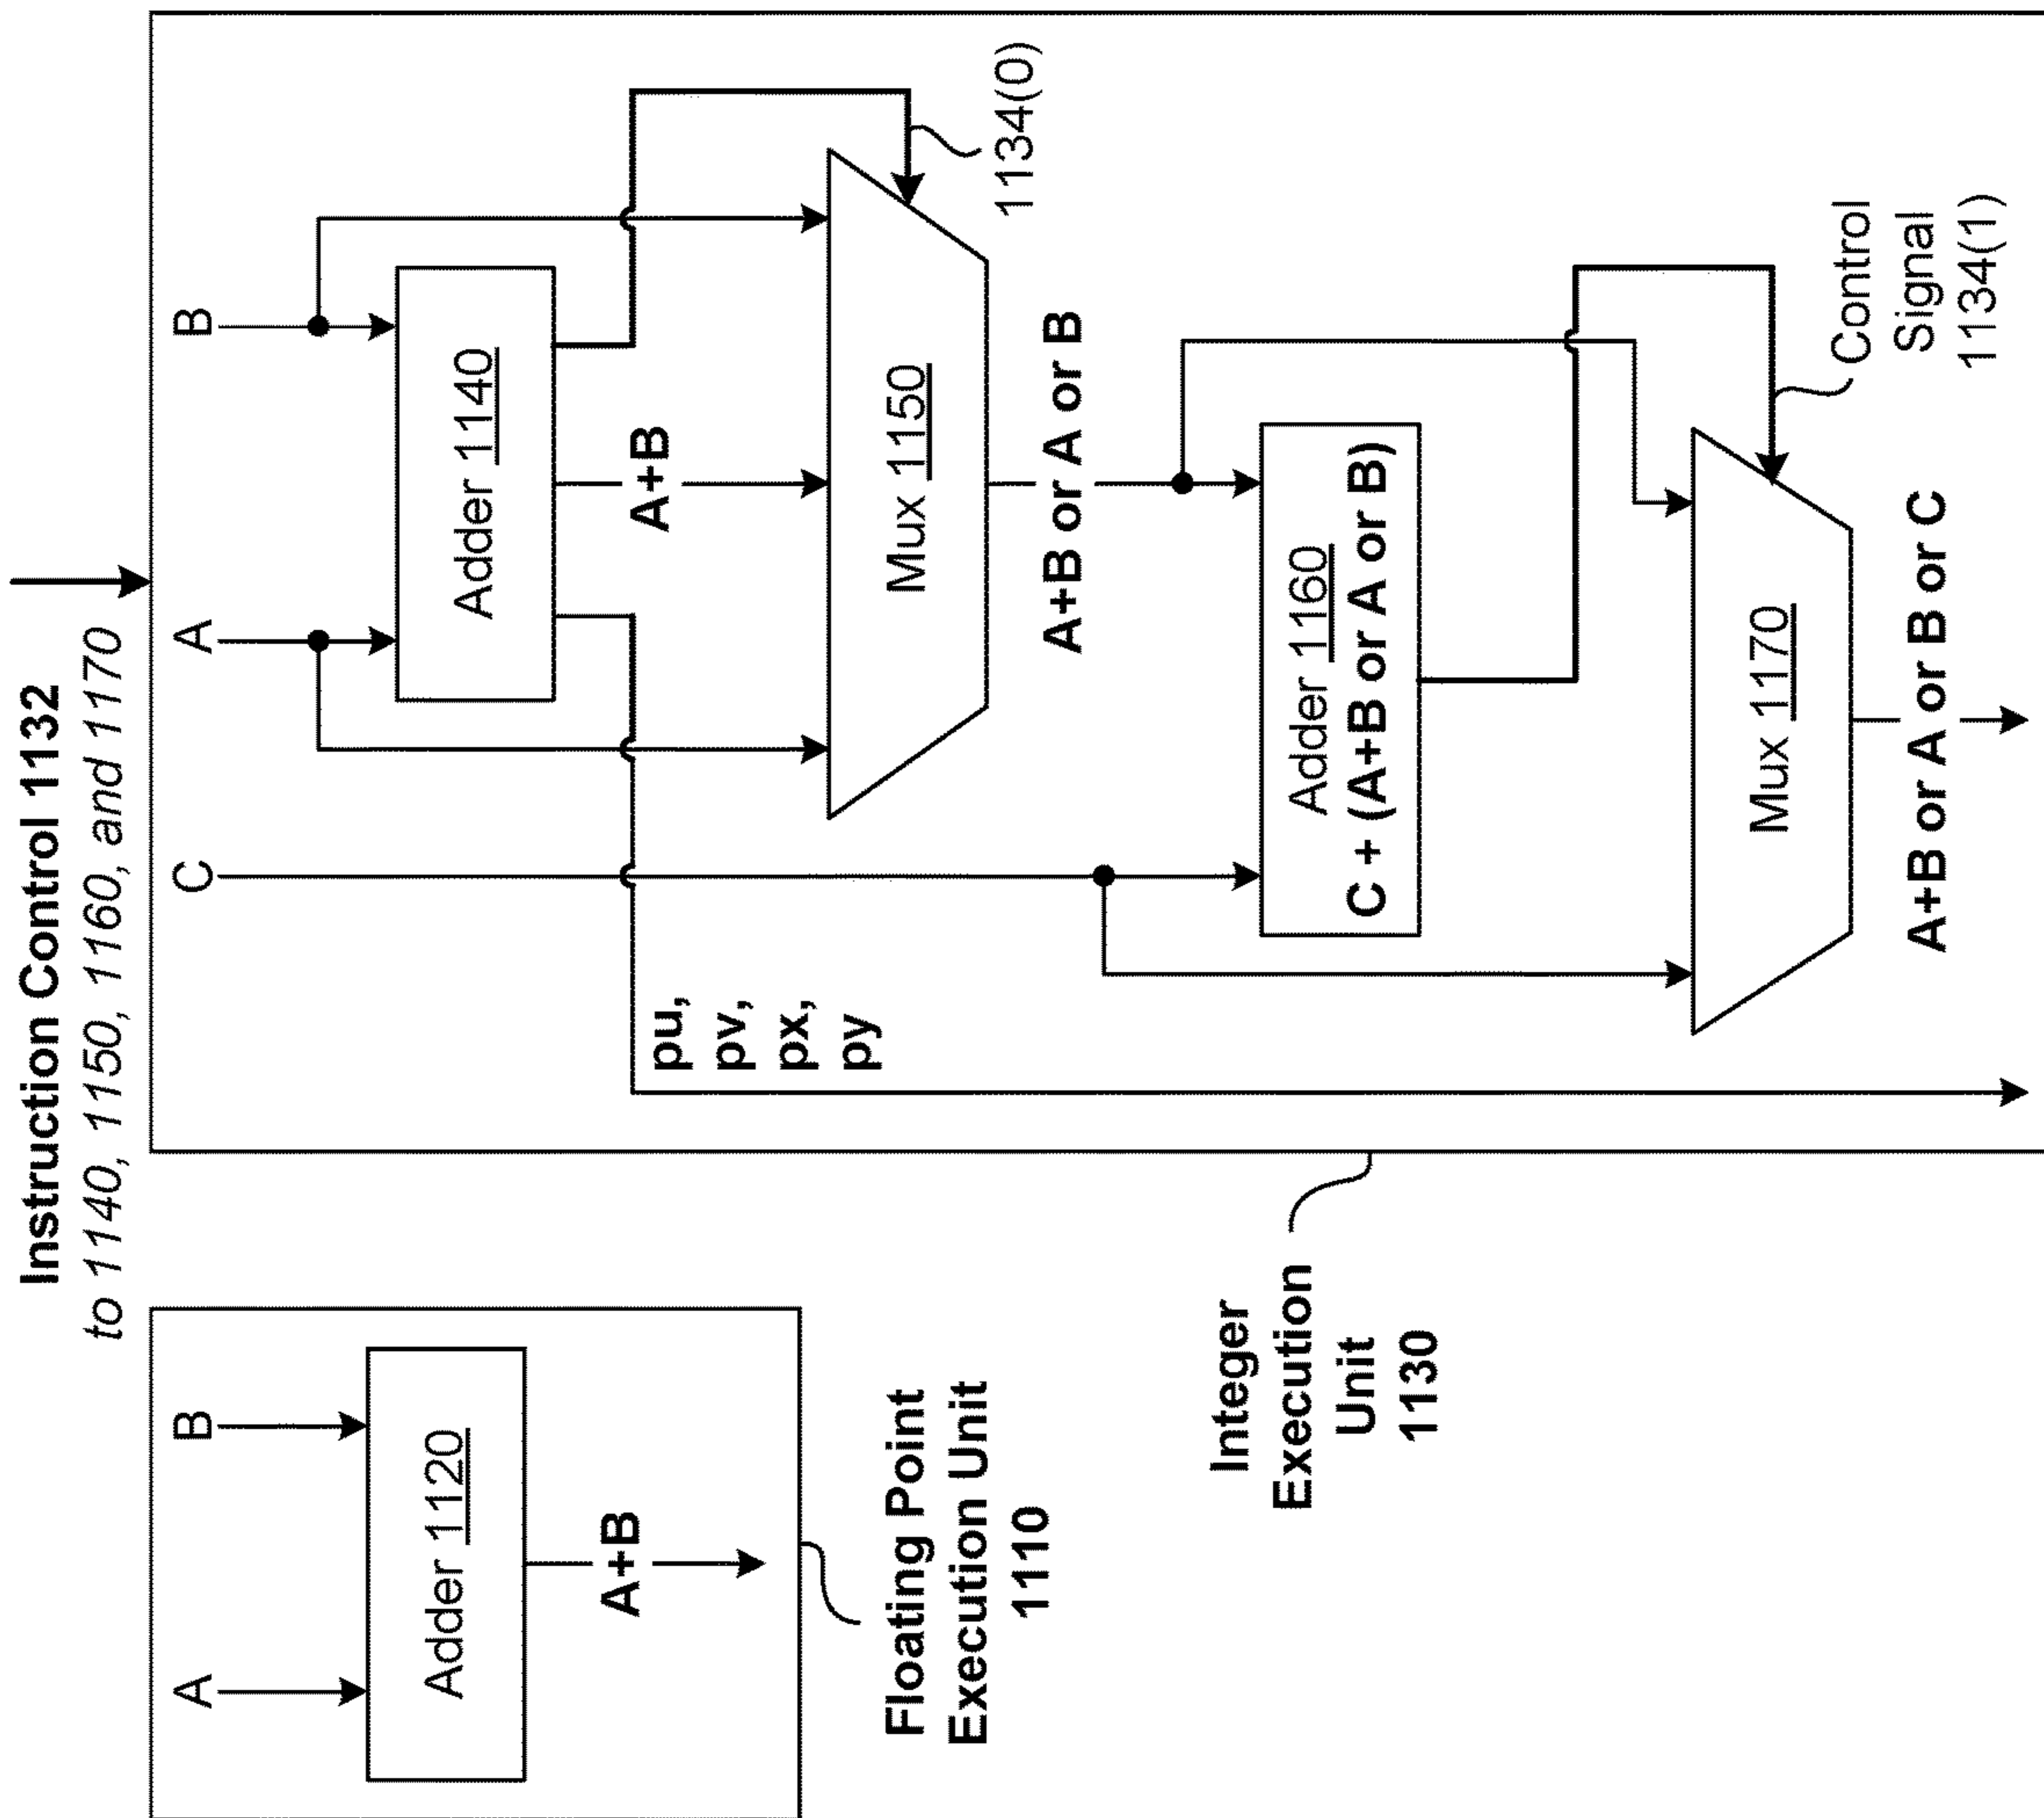 Instruction Control 1132
to 1140, 1150, 1160, and 1170
A
B
Adder 1120
A+B
Floating Point
Execution Unit
1110
C
A
B
Adder 1140
A+B
pu,
pv,
px,
py
1134(0)
Mux 1150
A+B or A or B
Adder 1160
C + (A+B or A or B)
Control
Signal
1134(1)
Mux 1170
A+B or A or B or C
Integer
Execution
Unit
1130